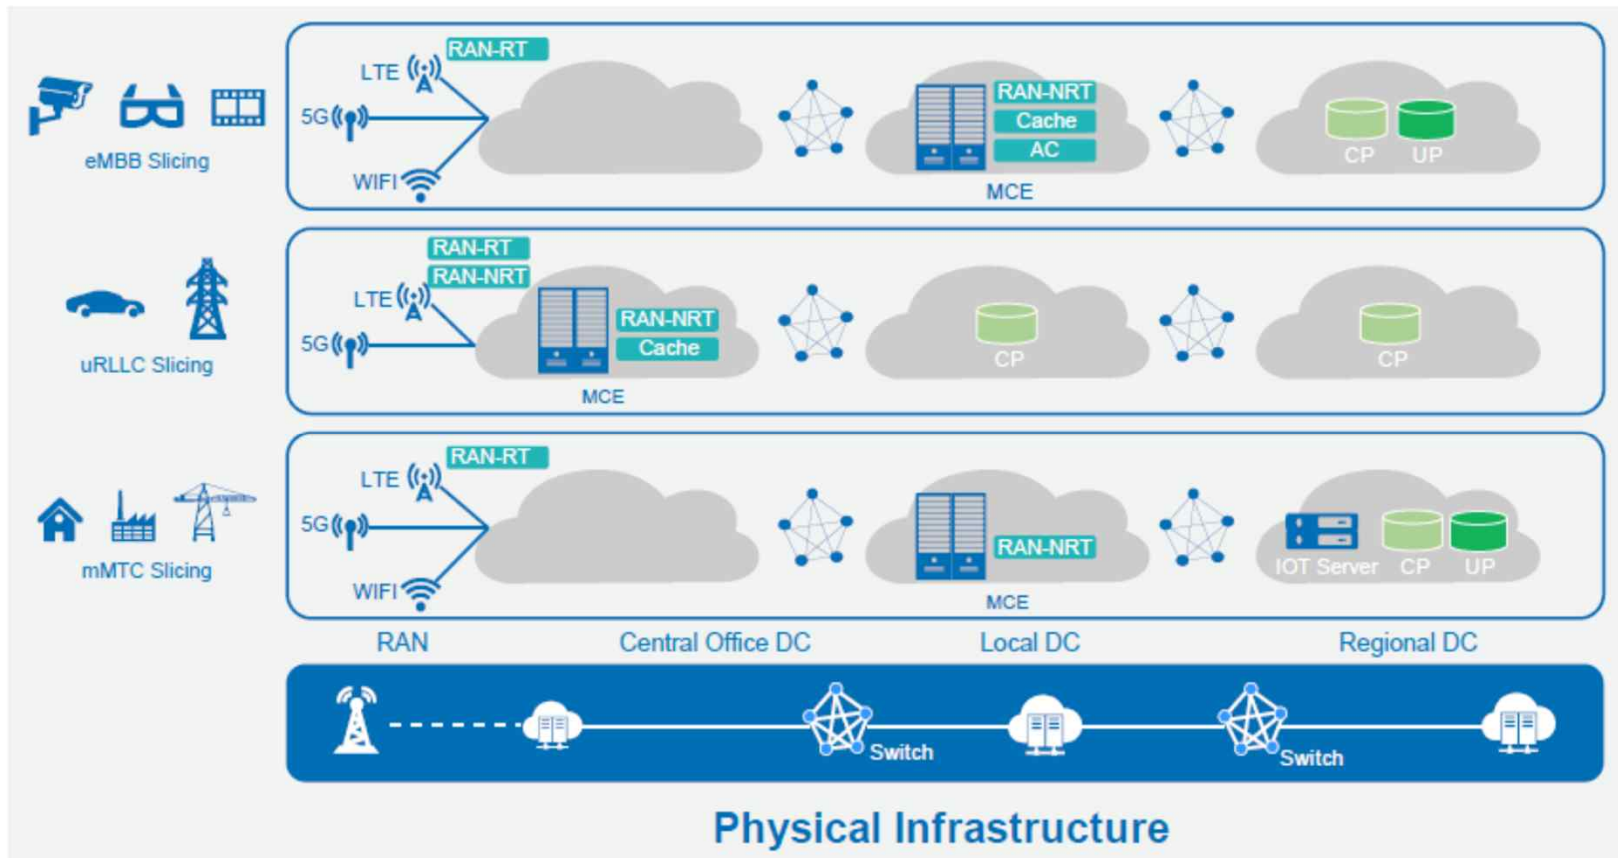 RAN-RT
LTE
5G
WIFI
eMBB Slicing
RAN-NRT
Cache
AC
MCE
CP
UP
RAN-RT
RAN-NRT
LTE
5G
uRLLC Slicing
RAN-NRT
Cache
MCE
CP
CP
RAN-RT
LTE
5G
WIFI
mMTC Slicing
RAN-NRT
MCE
IOT Server
CP
UP
RAN
Central Office DC
Local DC
Regional DC
Switch
Switch
Physical Infrastructure